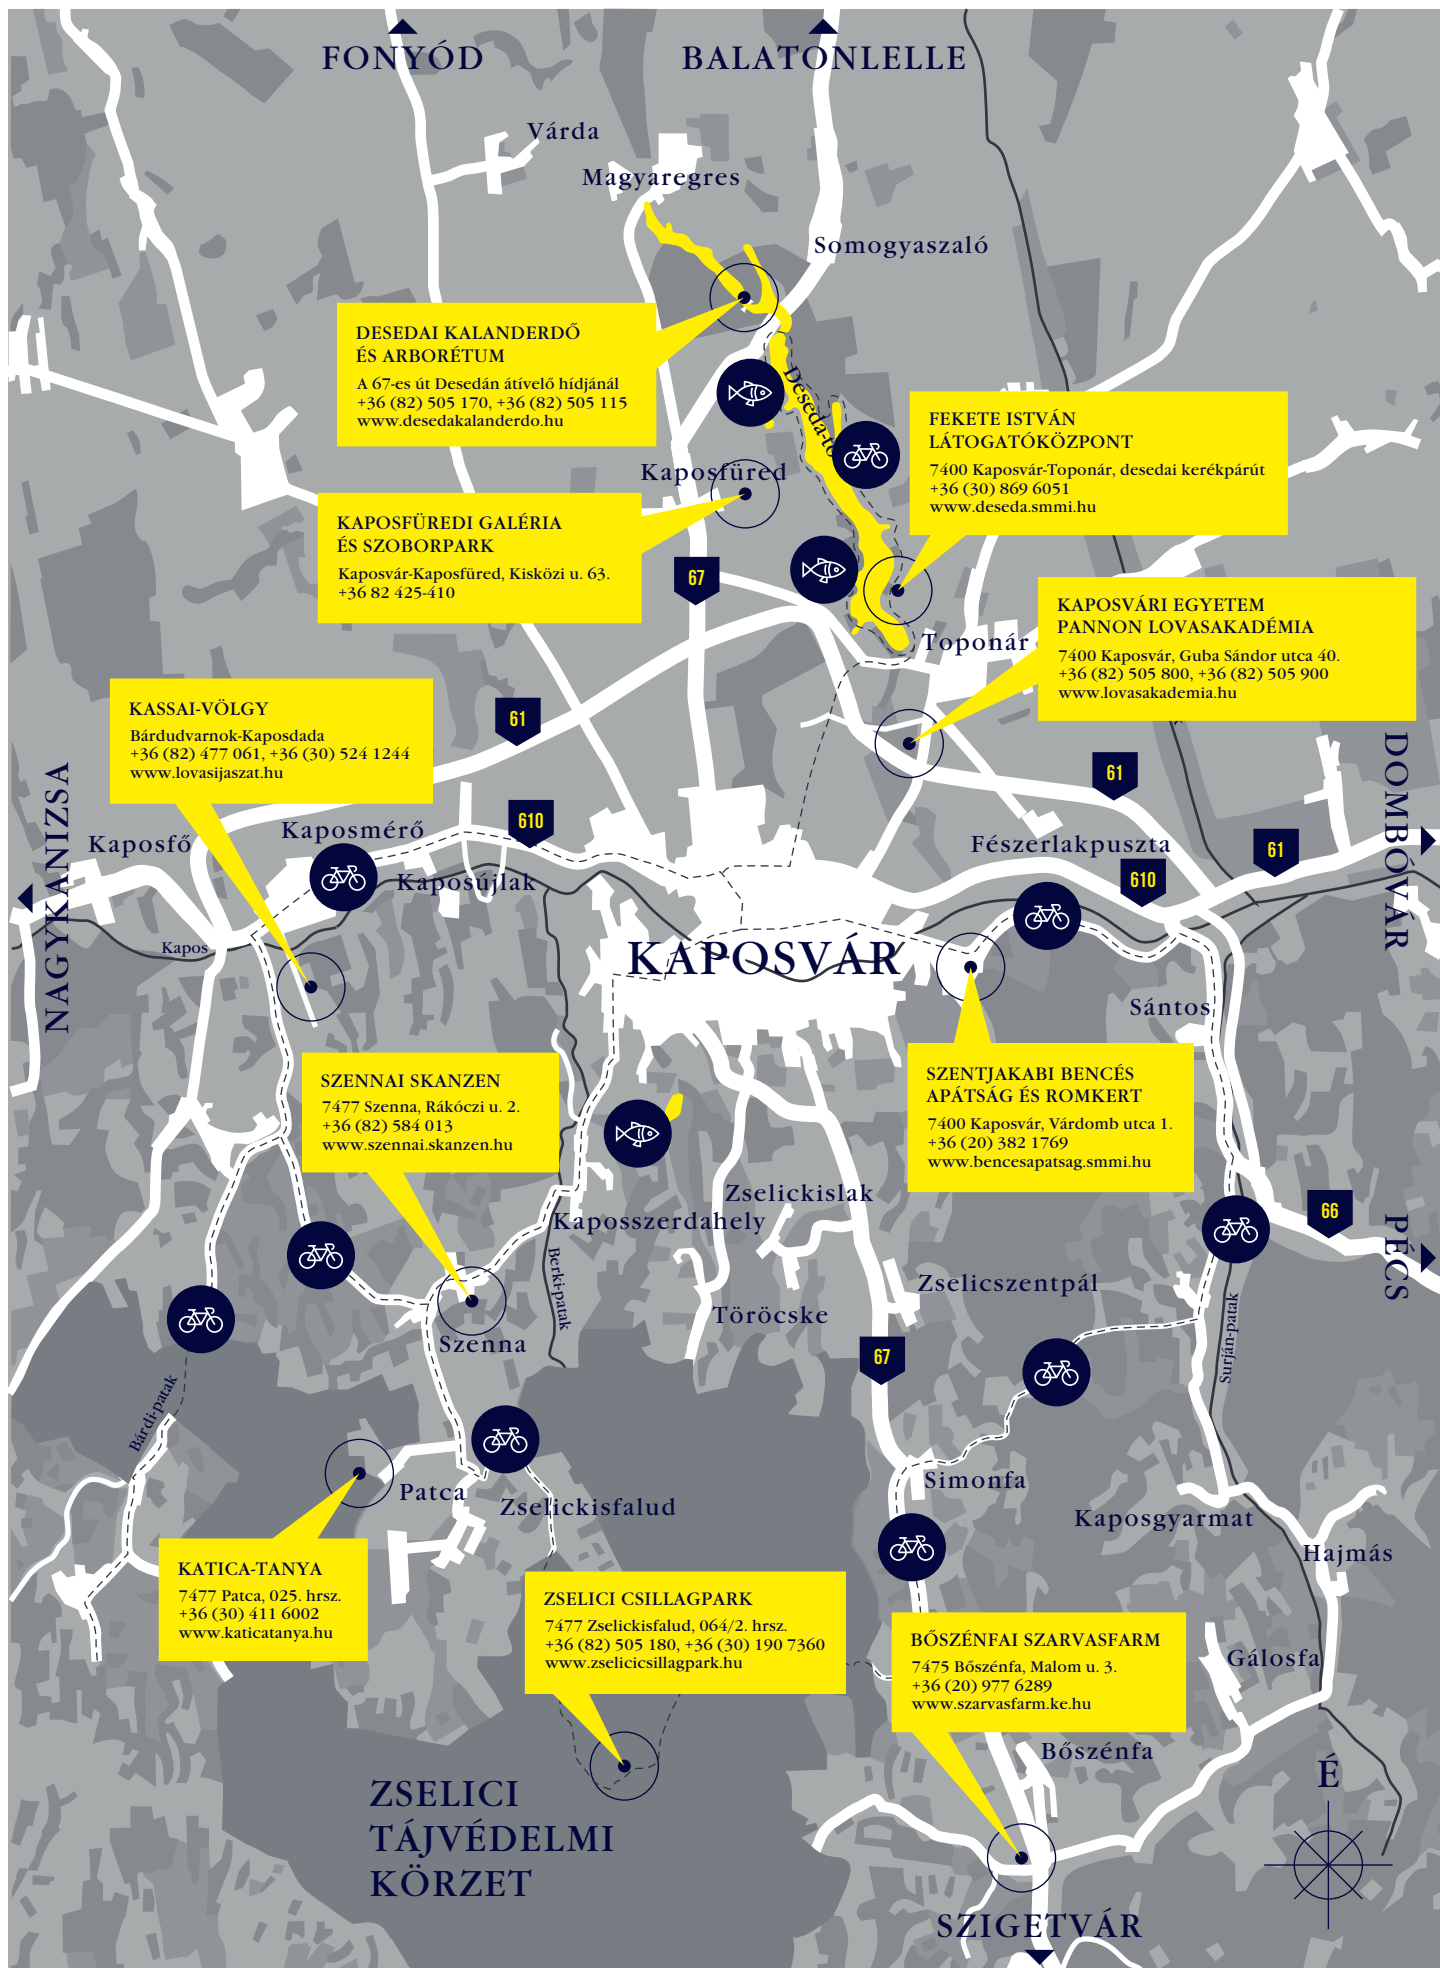 FONYÓD
BALATONLELLE
Várda
Magyaregres
Somogyaszaló
DESEDAI KALANDERDŐ
ÉS ARBORÉTUM
A 67-es út Desedán átívelő hídjánál
+36 (82) 505 170, +36 (82) 505 115
www.desedakalanderdo.hu
Deseda-tó
FEKETE ISTVÁN
LÁTOGATÓKÖZPONT
7400 Kaposvár-Toponár, desedai kerékpárút
+36 (30) 869 6051
www.deseda.smmi.hu
Kaposfüred
KAPOSFÜREDI GALÉRIA
ÉS SZOBORPARK
Kaposvár-Kaposfüred, Kisközi u. 63.
+36 82 425-410
67
KAPOSVÁRI EGYETEM
PANNON LOVASAKADÉMIA
7400 Kaposvár, Guba Sándor utca 40.
+36 (82) 505 800, +36 (82) 505 900
www.lovasakademia.hu
Toponár
KASSAI-VÖLGY
Bárdudvarnok-Kaposdada
+36 (82) 477 061, +36 (30) 524 1244
www.lovasijaszat.hu
61
61
DOMBÓVÁR
NAGYKANIZSA
610
Kaposfő
Kaposmérő
Fészerlakpuszta
61
Kaposújlak
610
Kapos
KAPOSVÁR
Sántos
SZENNAI SKANZEN
7477 Szenna, Rákóczi u. 2.
+36 (82) 584 013
www.szennai.skanzen.hu
SZENTJAKABI BENCÉS
APÁTSÁG ÉS ROMKERT
7400 Kaposvár, Várdomb utca 1.
+36 (20) 382 1769
www.bencesapatsag.smmi.hu
Zselickislak
Kaposszerdahely
66
PÉCS
Berki-patak
Zselicszentpál
Töröcske
Szenna
Surján-patak
67
Bárdi-patak
Patca
Zselickisfalud
Simonfa
Kaposgyarmat
Hajmás
KATICA-TANYA
7477 Patca, 025. hrsz.
+36 (30) 411 6002
www.katicatanya.hu
ZSELICI CSILLAGPARK
7477 Zselickisfalud, 064/2. hrsz.
+36 (82) 505 180, +36 (30) 190 7360
www.zselicicsillagpark.hu
BŐSZÉNFAI SZARVASFARM
7475 Bőszénfa, Malom u. 3.
+36 (20) 977 6289
www.szarvasfarm.ke.hu
Gálosfa
Bőszénfa
É
ZSELICI
TÁJVÉDELMI
KÖRZET
SZIGETVÁR